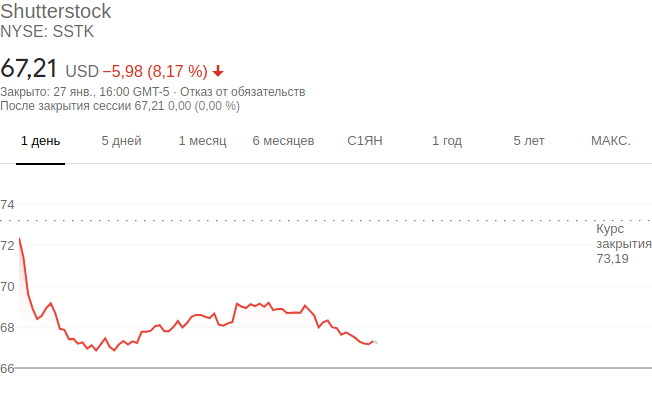 Shutterstock
NYSE: SSTK
67,21 USD −5,98 (8,17 %)
Закрыто: 27 янв., 16:00 GMT-5 · Отказ от обязательств
После закрытия сессии 67,21 0,00 (0,00 %)
1 день 5 дней 1 месяц 6 месяцев С1ЯН 1 год 5 лет МАКС.
74
Курс
закрытия
73,19
72
70
68
66